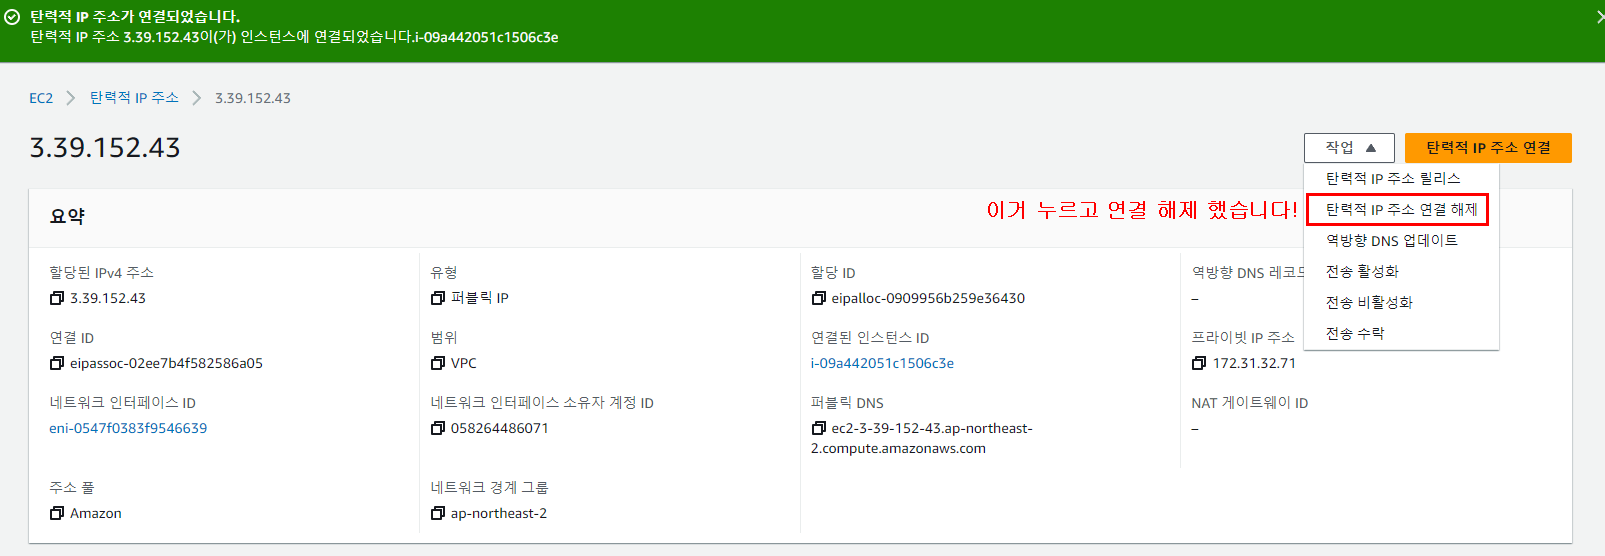 탄력적 IP 주소가 연결되었습니다.
탄력적 IP 주소 3.39.152.43이(가) 인스턴스에 연결되었습니다.i-09a442051c1506c3e
EC2 > 탄력적 IP 주소 > 3.39.152.43
3.39.152.43
작업 ▲
탄력적 IP 주소 연결
탄력적 IP 주소 릴리스
탄력적 IP 주소 연결 해제
역방향 DNS 업데이트
전송 활성화
전송 비활성화
전송 수락
요약
이거 누르고 연결 해제 했습니다!
할당된 IPv4 주소
3.39.152.43
유형
퍼블릭 IP
할당 ID
eipalloc-0909956b259e36430
역방향 DNS 레코드
–
연결 ID
eipassoc-02ee7b4f582586a05
범위
VPC
연결된 인스턴스 ID
i-09a442051c1506c3e
프라이빗 IP 주소
172.31.32.71
네트워크 인터페이스 ID
eni-0547f0383f9546639
네트워크 인터페이스 소유자 계정 ID
058264486071
퍼블릭 DNS
ec2-3-39-152-43.ap-northeast-
2.compute.amazonaws.com
NAT 게이트웨이 ID
–
주소 풀
Amazon
네트워크 경계 그룹
ap-northeast-2